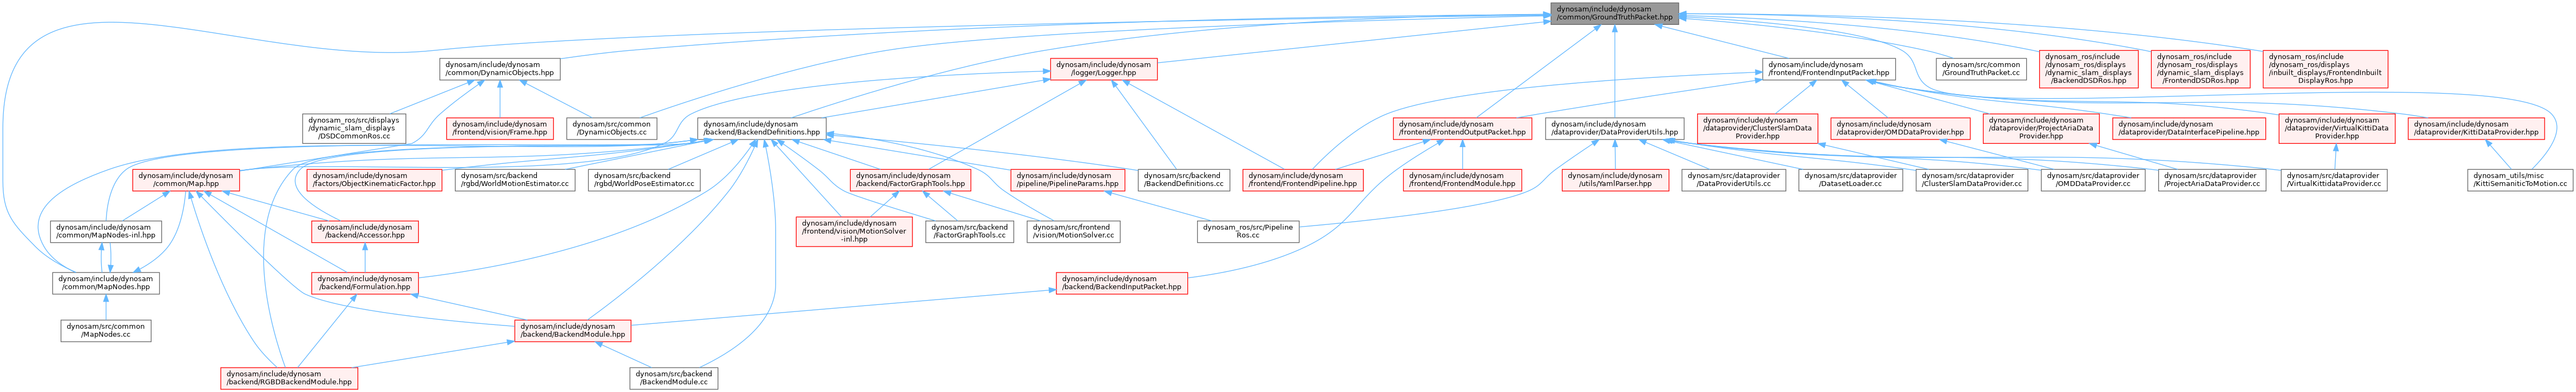 dynosam/include/dynosam
/common/GroundTruthPacket.hpp
dynosam/include/dynosam
/common/DynamicObjects.hpp
dynosam/include/dynosam
/logger/Logger.hpp
dynosam/include/dynosam
/frontend/FrontendInputPacket.hpp
dynosam/src/common
/GroundTruthPacket.cc
dynosam_ros/include
/dynosam_ros/displays
/dynamic_slam_displays
/BackendDSDRos.hpp
dynosam_ros/include
/dynosam_ros/displays
/dynamic_slam_displays
/FrontendDSDRos.hpp
dynosam_ros/include
/dynosam_ros/displays
/inbuilt_displays/FrontendInbuilt
DisplayRos.hpp
dynosam_ros/src/displays
/dynamic_slam_displays
/DSDCommonRos.cc
dynosam/include/dynosam
/frontend/vision/Frame.hpp
dynosam/src/common
/DynamicObjects.cc
dynosam/include/dynosam
/backend/BackendDefinitions.hpp
dynosam/include/dynosam
/frontend/FrontendOutputPacket.hpp
dynosam/include/dynosam
/dataprovider/DataProviderUtils.hpp
dynosam/include/dynosam
/dataprovider/ClusterSlamData
Provider.hpp
dynosam/include/dynosam
/dataprovider/OMDDataProvider.hpp
dynosam/include/dynosam
/dataprovider/ProjectAriaData
Provider.hpp
dynosam/include/dynosam
/dataprovider/DataInterfacePipeline.hpp
dynosam/include/dynosam
/dataprovider/VirtualKittiData
Provider.hpp
dynosam/include/dynosam
/dataprovider/KittiDataProvider.hpp
dynosam/include/dynosam
/common/Map.hpp
dynosam/include/dynosam
/factors/ObjectKinematicFactor.hpp
dynosam/src/backend
/rgbd/WorldMotionEstimator.cc
dynosam/src/backend
/rgbd/WorldPoseEstimator.cc
dynosam/include/dynosam
/backend/FactorGraphTools.hpp
dynosam/include/dynosam
/pipeline/PipelineParams.hpp
dynosam/src/backend
/BackendDefinitions.cc
dynosam/include/dynosam
/frontend/FrontendPipeline.hpp
dynosam/include/dynosam
/frontend/FrontendModule.hpp
dynosam/include/dynosam
/utils/YamlParser.hpp
dynosam/src/dataprovider
/DataProviderUtils.cc
dynosam/src/dataprovider
/DatasetLoader.cc
dynosam/src/dataprovider
/ClusterSlamDataProvider.cc
dynosam/src/dataprovider
/OMDDataProvider.cc
dynosam/src/dataprovider
/ProjectAriaDataProvider.cc
dynosam/src/dataprovider
/VirtualKittidataProvider.cc
dynosam_utils/misc
/KittiSemaniticToMotion.cc
dynosam/include/dynosam
/common/MapNodes-inl.hpp
dynosam/include/dynosam
/backend/Accessor.hpp
dynosam/include/dynosam
/frontend/vision/MotionSolver
-inl.hpp
dynosam/src/backend
/FactorGraphTools.cc
dynosam/src/frontend
/vision/MotionSolver.cc
dynosam_ros/src/Pipeline
Ros.cc
dynosam/include/dynosam
/common/MapNodes.hpp
dynosam/include/dynosam
/backend/Formulation.hpp
dynosam/include/dynosam
/backend/BackendInputPacket.hpp
dynosam/src/common
/MapNodes.cc
dynosam/include/dynosam
/backend/BackendModule.hpp
dynosam/include/dynosam
/backend/RGBDBackendModule.hpp
dynosam/src/backend
/BackendModule.cc